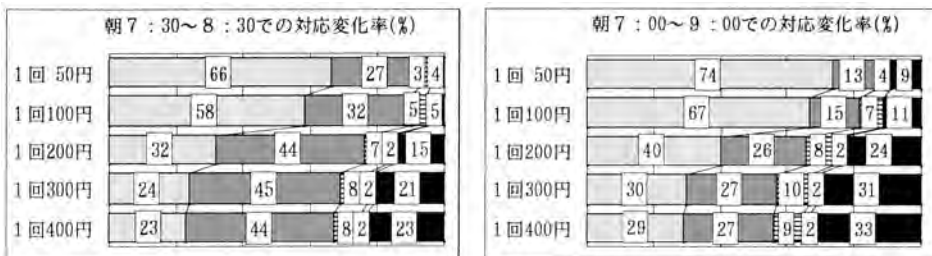 朝7:30～8:30での対応変化率(%)
1回 50円 66 27 3 4
1回100円 58 32 5 5
1回200円 32 44 7 2 15
1回300円 24 45 8 2 21
1回400円 23 44 8 2 23
朝7:00～9:00での対応変化率(%)
1回 50円 74 13 4 9
1回100円 67 15 7 11
1回200円 40 26 8 2 24
1回300円 30 27 10 2 31
1回400円 29 27 9 2 33